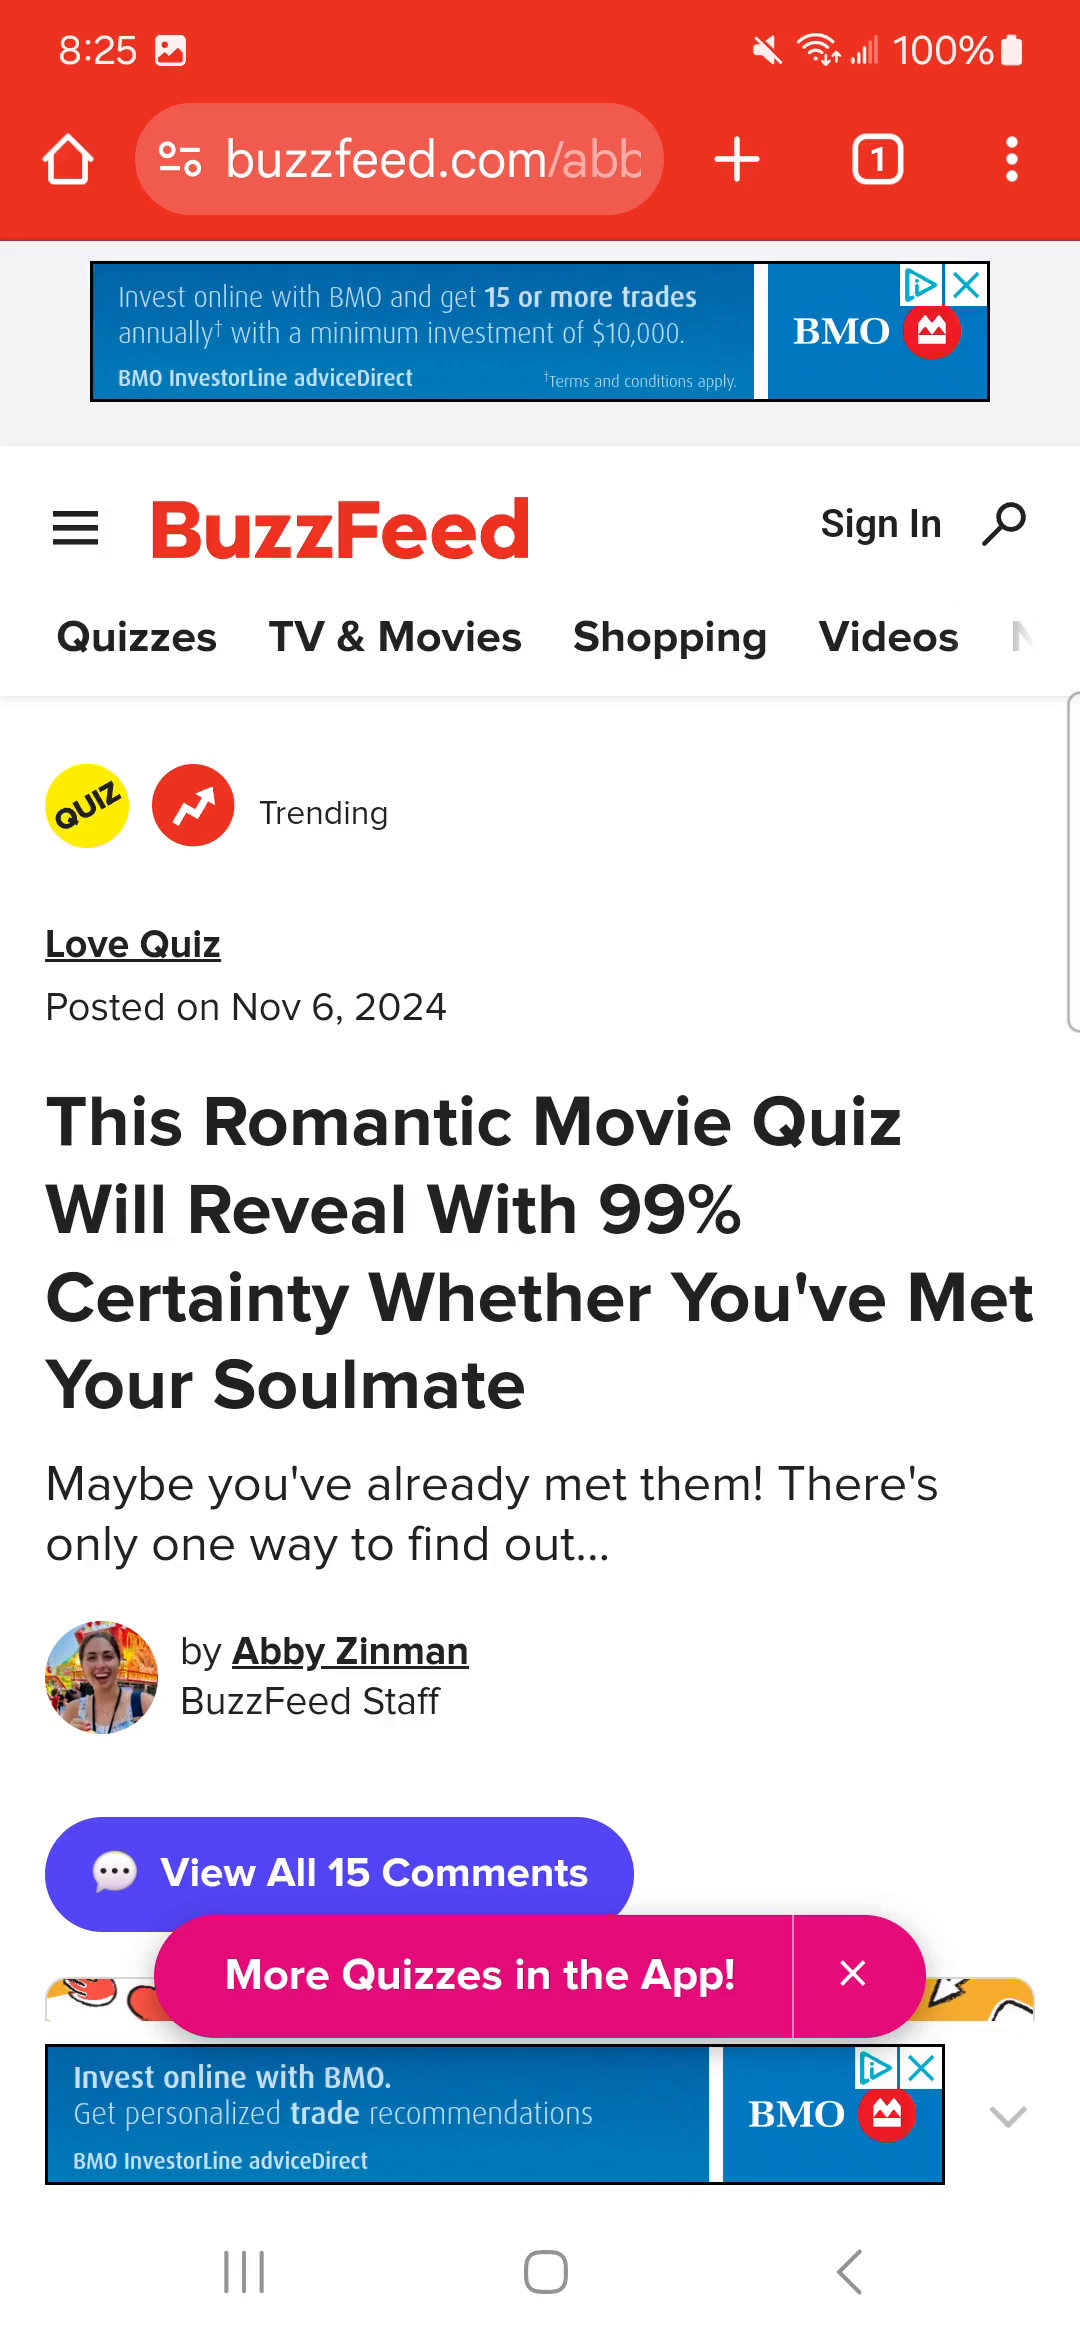 8:25
100%
buzzfeed.com/abb
1
Invest online with BMO and get 15 or more trades
annually† with a minimum investment of $10,000.
BMO InvestorLine adviceDirect
†Terms and conditions apply.
BMO
BuzzFeed
Sign In
Quizzes
TV & Movies
Shopping
Videos
QUIZ
Trending
Love Quiz
Posted on Nov 6, 2024
This Romantic Movie Quiz
Will Reveal With 99%
Certainty Whether You've Met
Your Soulmate
Maybe you've already met them! There's
only one way to find out...
by Abby Zinman
BuzzFeed Staff
View All 15 Comments
More Quizzes in the App!
Invest online with BMO.
Get personalized trade recommendations
BMO InvestorLine adviceDirect
BMO